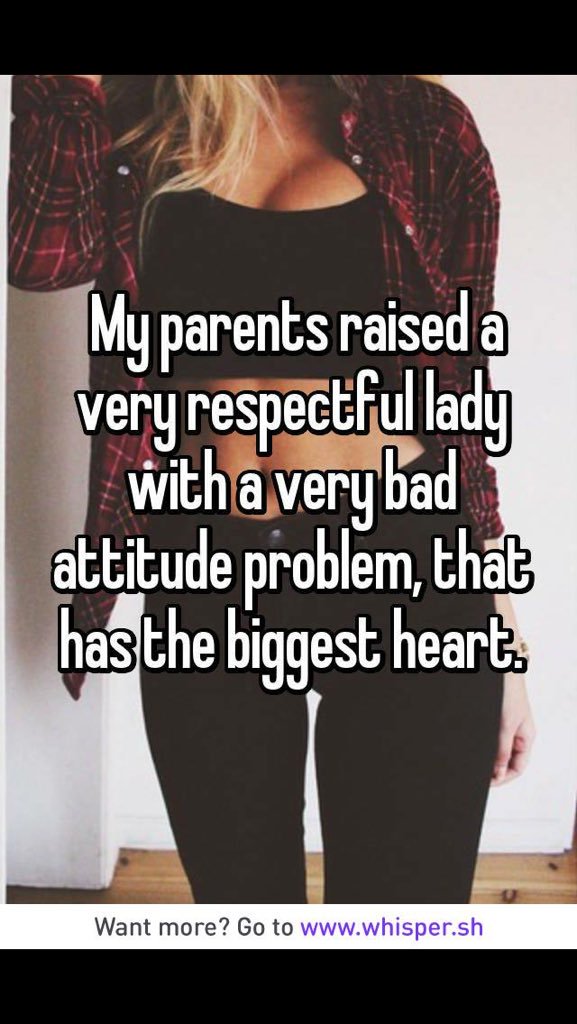 My parents raised a
very respectful lady
with a very bad
attitude problem, that
has the biggest heart.
Want more? Go to www.whisper.sh